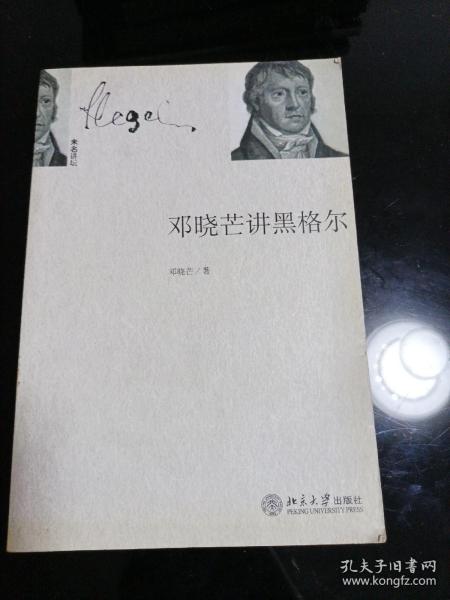 Hegel
未名讲坛
邓晓芒讲黑格尔
邓晓芒／著
北京大学出版社
PEKING UNIVERSITY PRESS
孔夫子旧书网
www.kongfz.com